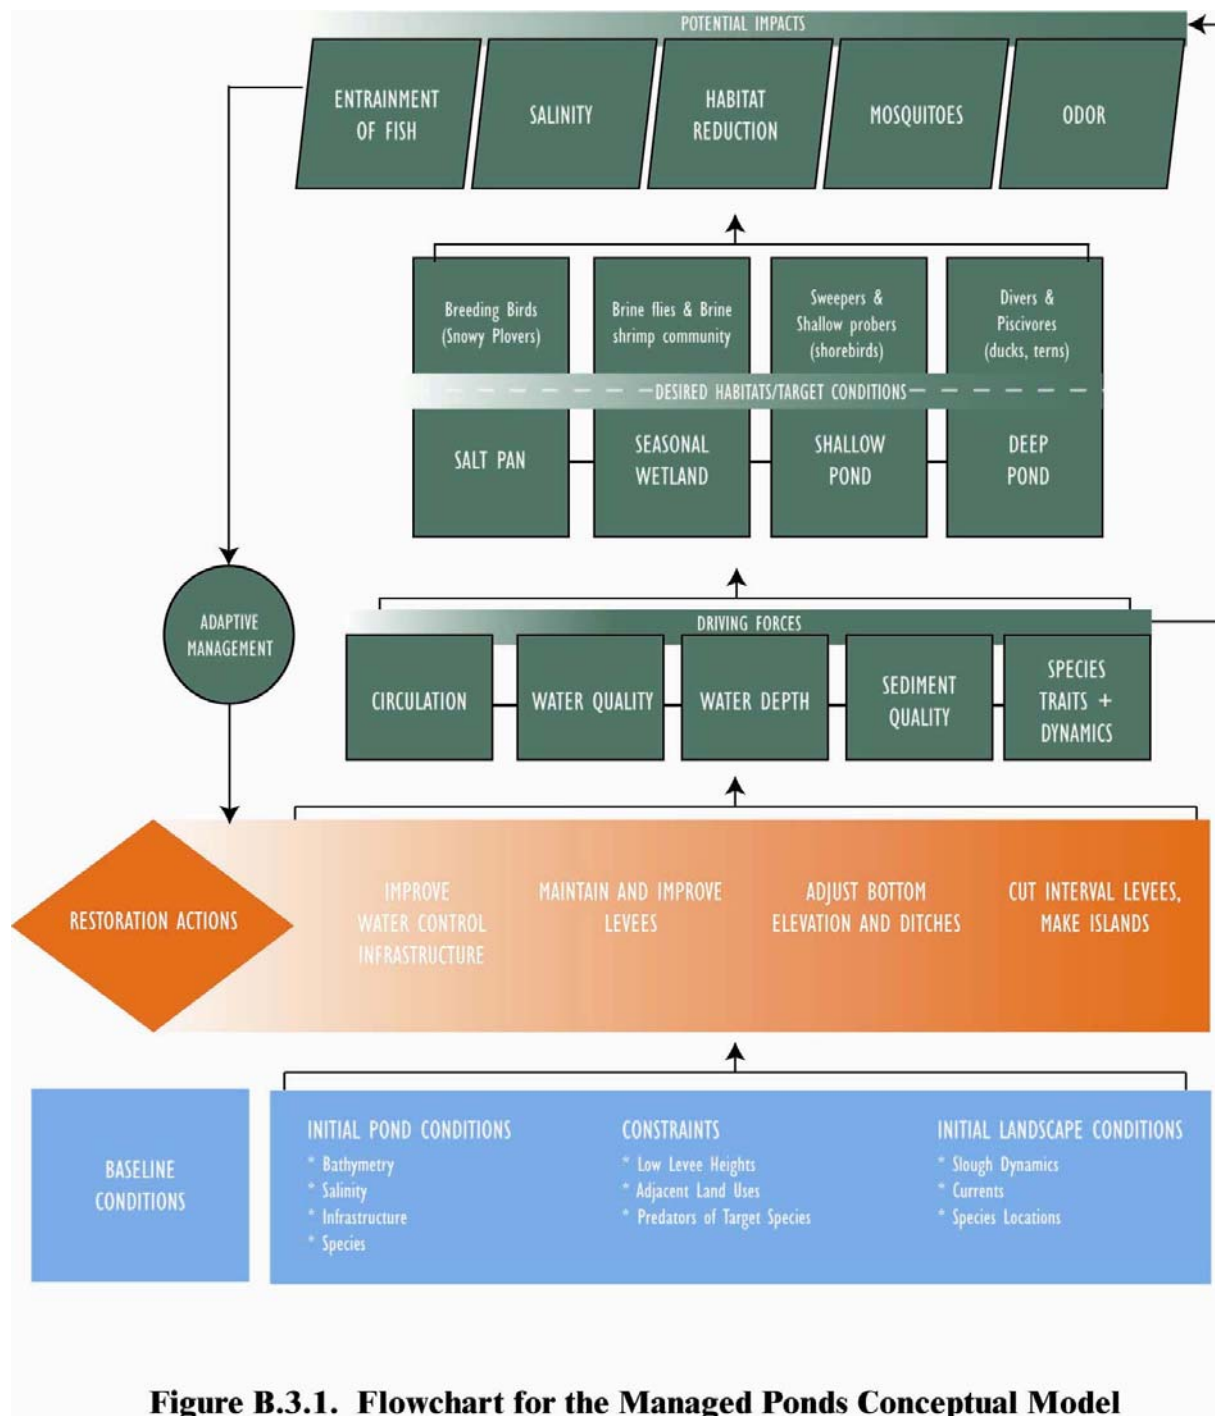 POTENTIAL IMPACTS
ENTRAINMENT
OF FISH
SALINITY
HABITAT
REDUCTION
MOSQUITOES
ODOR
Breeding Birds
(Snowy Plovers)
Brine flies & Brine
shrimp community
Sweepers &
Shallow probers
(shorebirds)
Divers &
Piscivores
(ducks, terns)
DESIRED HABITATS/TARGET CONDITIONS
SALT PAN
SEASONAL
WETLAND
SHALLOW
POND
DEEP
POND
ADAPTIVE
MANAGEMENT
DRIVING FORCES
CIRCULATION
WATER QUALITY
WATER DEPTH
SEDIMENT
QUALITY
SPECIES
TRAITS +
DYNAMICS
RESTORATION ACTIONS
IMPROVE
WATER CONTROL
INFRASTRUCTURE
MAINTAIN AND IMPROVE
LEVEES
ADJUST BOTTOM
ELEVATION AND DITCHES
CUT INTERVAL LEVEES,
MAKE ISLANDS
BASELINE
CONDITIONS
INITIAL POND CONDITIONS
* Bathymetry
* Salinity
* Infrastructure
* Species
CONSTRAINTS
* Low Levee Heights
* Adjacent Land Uses
* Predators of Target Species
INITIAL LANDSCAPE CONDITIONS
* Slough Dynamics
* Currents
* Species Locations
Figure B.3.1. Flowchart for the Managed Ponds Conceptual Model